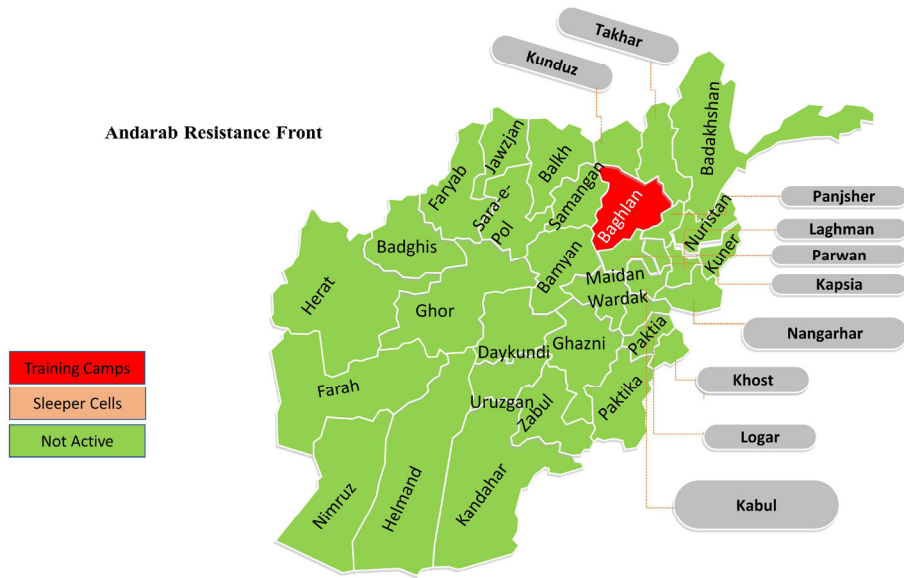 Takhar
Kunduz
Andarab Resistance Front
Badakhshan
Jawzjan
Balkh
Faryab
Samangan
Sara-e-
Pol
Baghlan
Panjsher
Nuristan
Laghman
Badghis
Kuner
Parwan
Bamyan
Maidan
Wardak
Kapsia
Herat
Ghor
Nangarhar
Paktia
Ghazni
Daykundi
Training Camps
Khost
Farah
Sleeper Cells
Uruzgan
Zabul
Paktika
Not Active
Logar
Kandahar
Helmand
Nimruz
Kabul